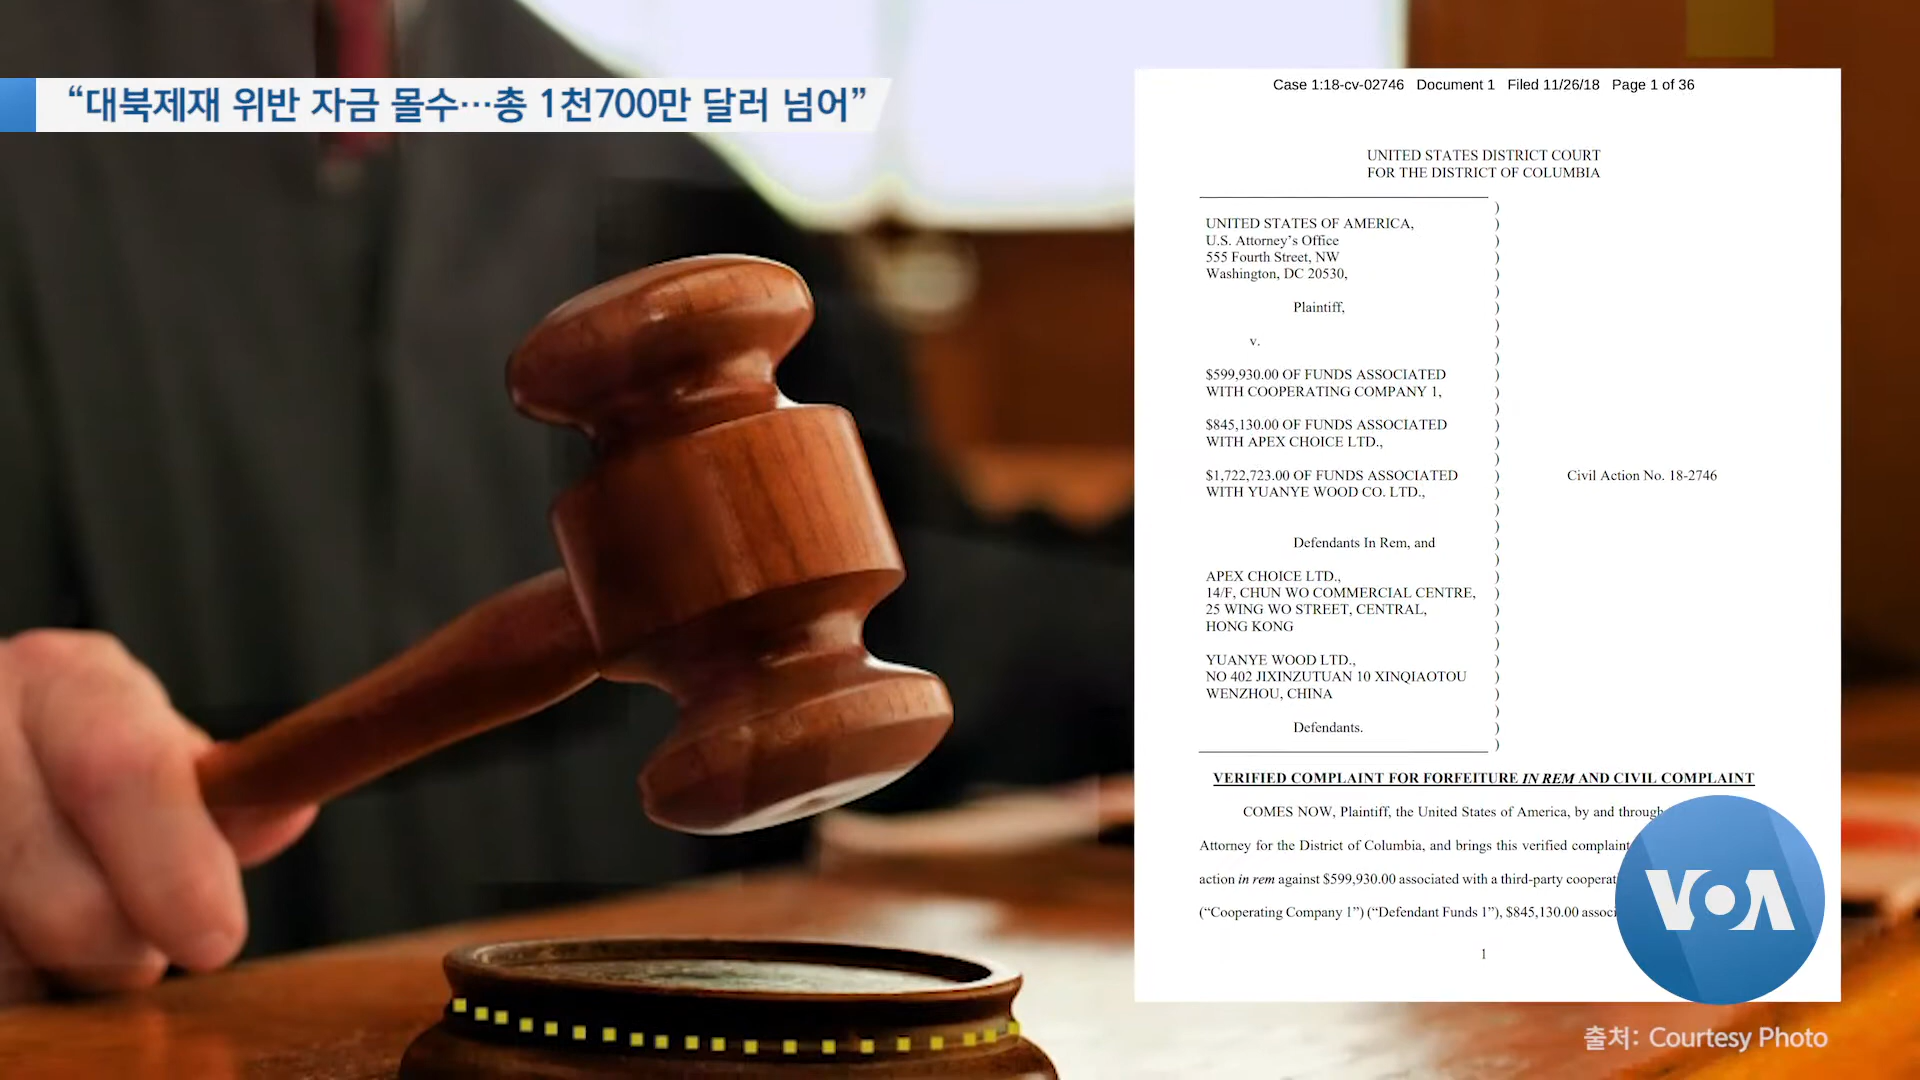 “대북제재 위반 자금 몰수…총 1천700만 달러 넘어”
Case 1:18-cv-02746 Document 1 Filed 11/26/18 Page 1 of 36
UNITED STATES DISTRICT COURT
FOR THE DISTRICT OF COLUMBIA
UNITED STATES OF AMERICA,
U.S. Attorney’s Office
555 Fourth Street, NW
Washington, DC 20530,
Plaintiff,
v.
$599,930.00 OF FUNDS ASSOCIATED
WITH COOPERATING COMPANY 1,
$845,130.00 OF FUNDS ASSOCIATED
WITH APEX CHOICE LTD.,
$1,722,723.00 OF FUNDS ASSOCIATED
WITH YUANYE WOOD CO. LTD.,
Civil Action No. 18-2746
Defendants In Rem, and
APEX CHOICE LTD.,
14/F, CHUN WO COMMERCIAL CENTRE,
25 WING WO STREET, CENTRAL,
HONG KONG
YUANYE WOOD LTD.,
NO 402 JIXINZUTUAN 10 XINQIAOTOU
WENZHOU, CHINA
Defendants.
VERIFIED COMPLAINT FOR FORFEITURE IN REM AND CIVIL COMPLAINT
COMES NOW, Plaintiff, the United States of America, by and through
Attorney for the District of Columbia, and brings this verified complaint
action in rem against $599,930.00 associated with a third-party
(“Cooperating Company 1”) (“Defendant Funds 1”), $845,130.00
1
VOA
출처: Courtesy Photo